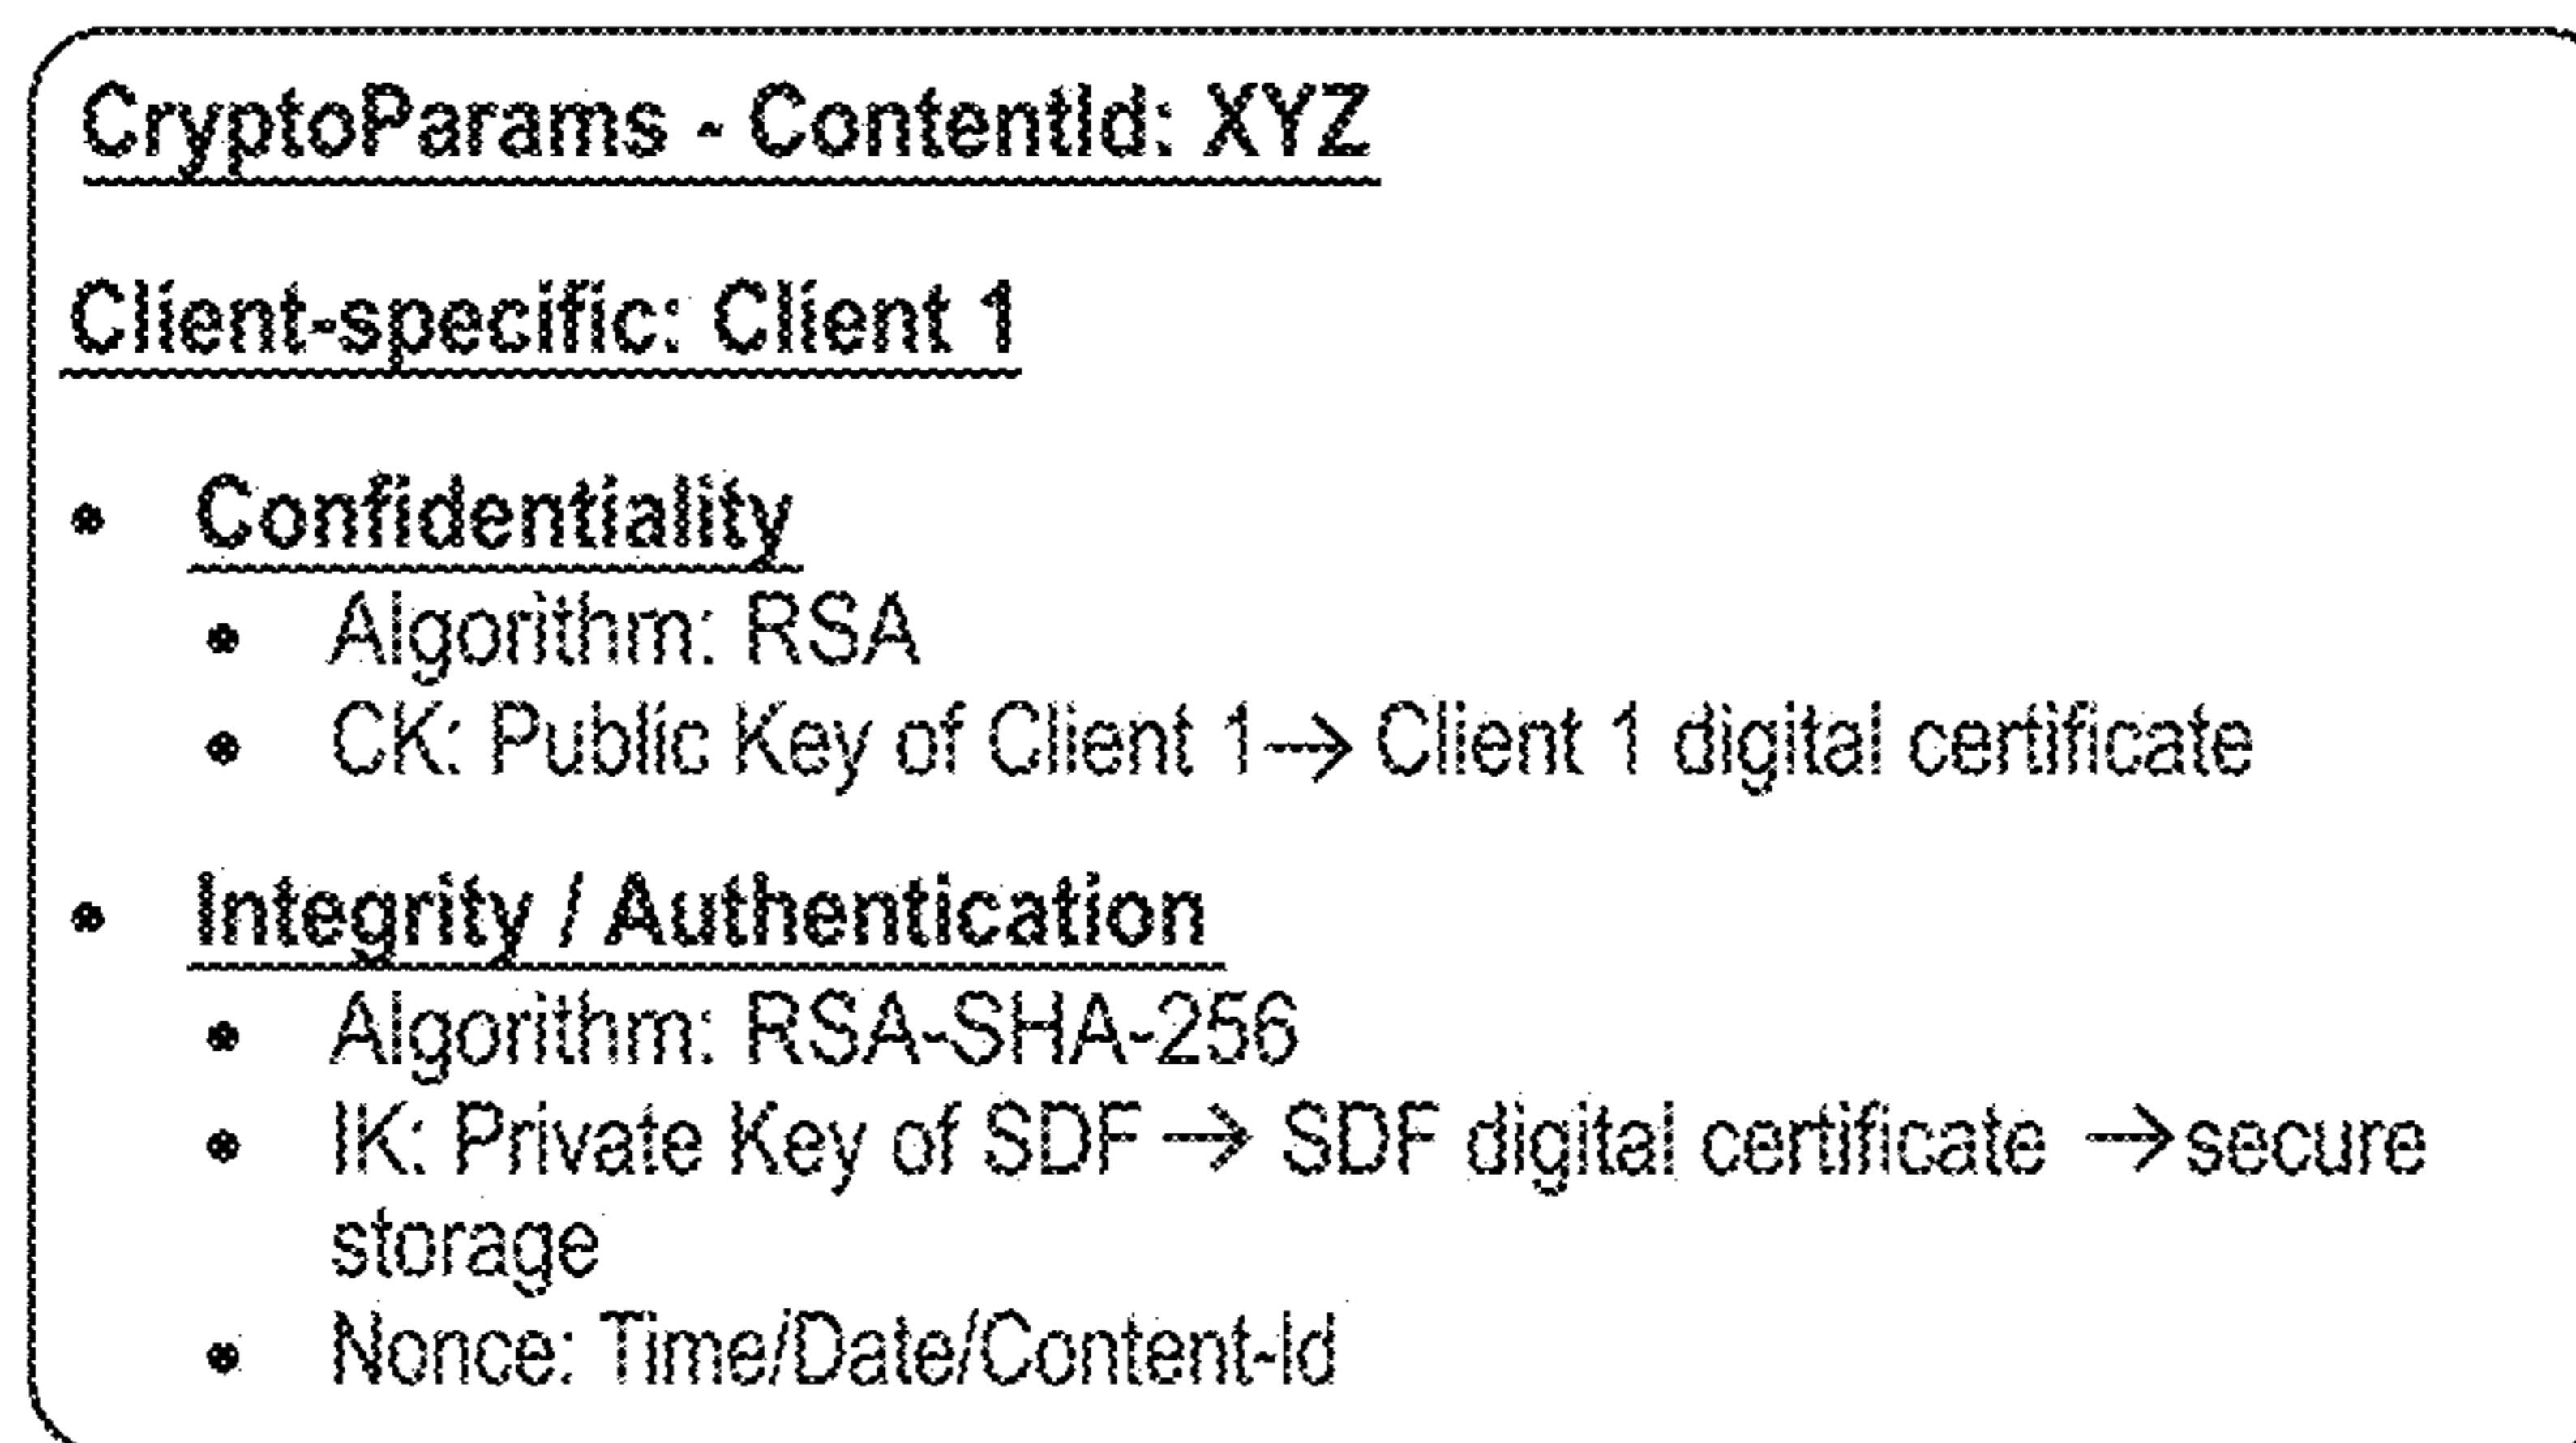 CryptoParams - ContentId: XYZ
Client-specific: Client 1
• Confidentiality
• Algorithm: RSA
• CK: Public Key of Client 1→ Client 1 digital certificate
• Integrity / Authentication
• Algorithm: RSA-SHA-256
• IK: Private Key of SDF → SDF digital certificate →secure
storage
• Nonce: Time/Date/Content-Id